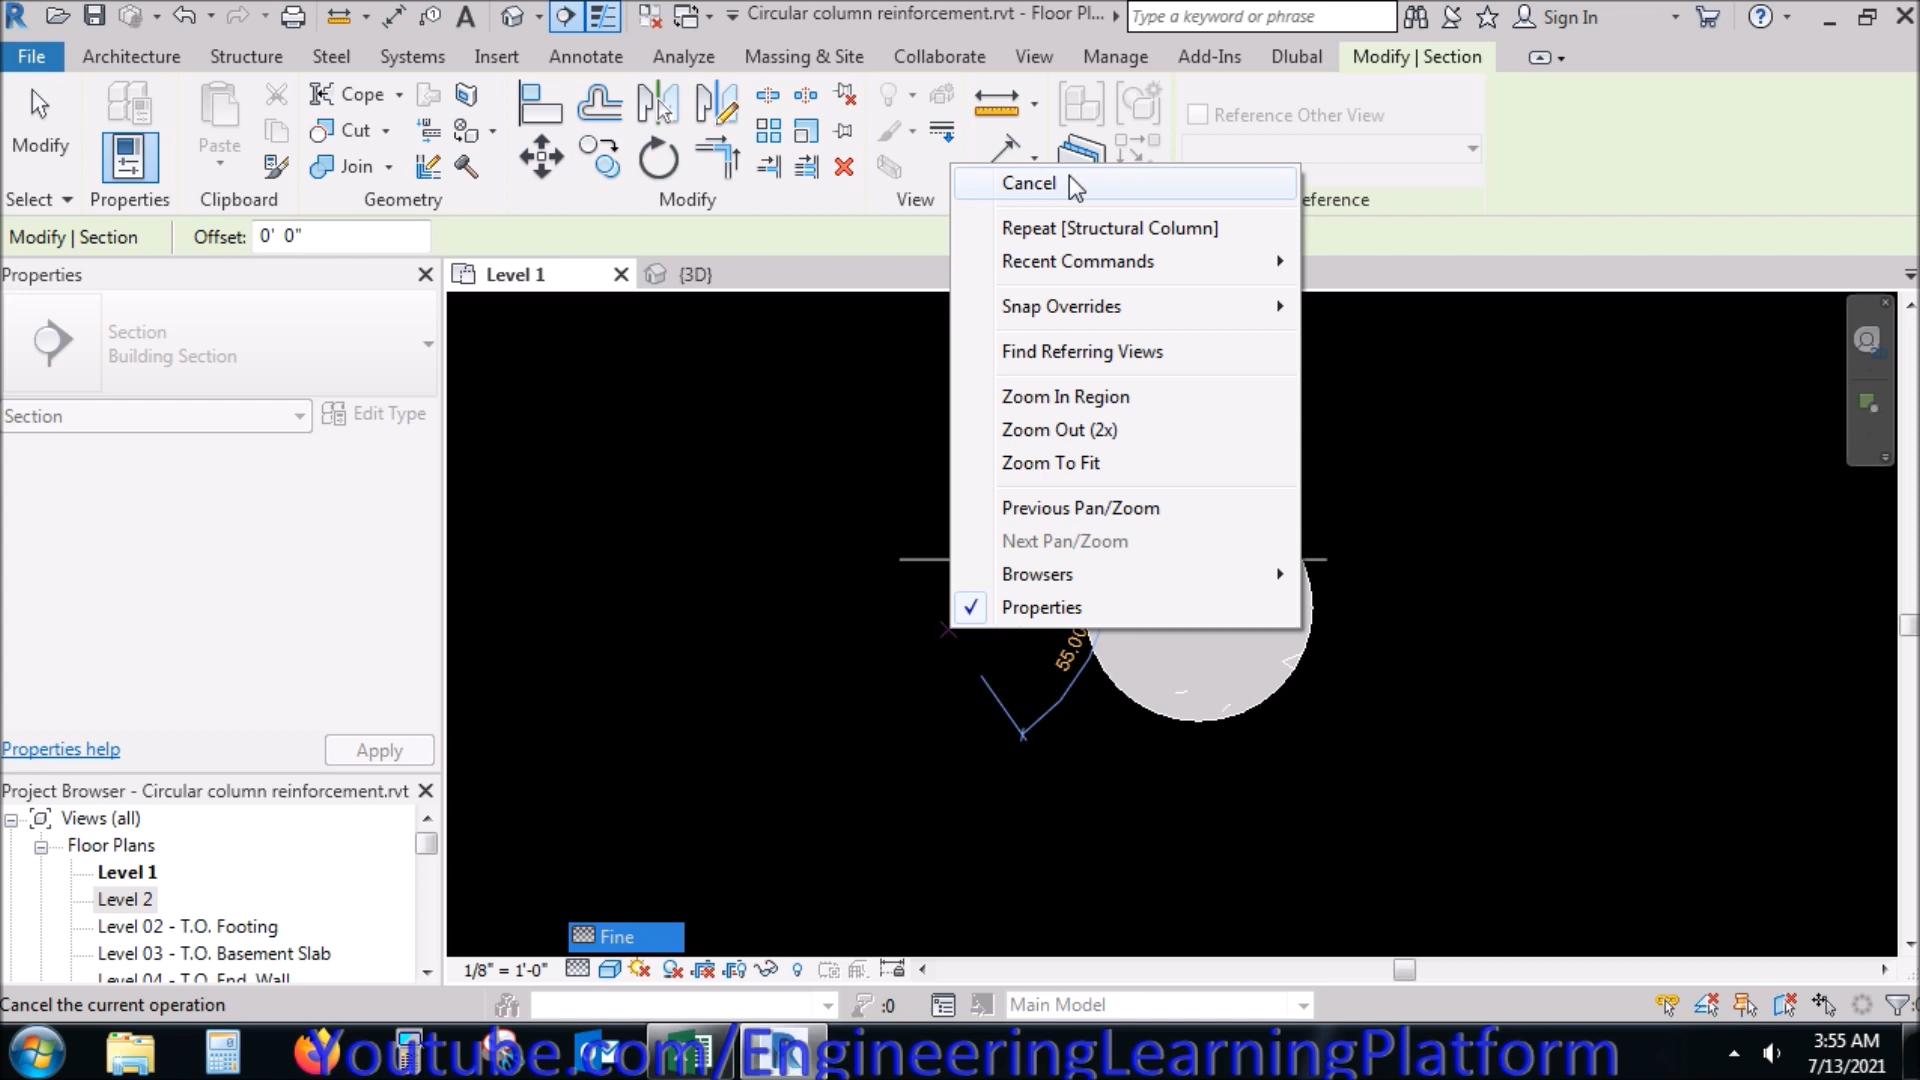 Circular column reinforcement.rvt - Floor Pl...
Type a keyword or phrase
Sign In
File
Architecture
Structure
Steel
Systems
Insert
Annotate
Analyze
Massing & Site
Collaborate
View
Manage
Add-Ins
Dlubal
Modify | Section
Modify
Paste
Cope
Cut
Join
Reference Other View
Select
Properties
Clipboard
Geometry
Modify
View
eference
Modify | Section
Offset:
0' 0"
Properties
Level 1
{3D}
Section
Building Section
Section
Edit Type
Properties help
Apply
Cancel
Repeat [Structural Column]
Recent Commands
Snap Overrides
Find Referring Views
Zoom In Region
Zoom Out (2x)
Zoom To Fit
Previous Pan/Zoom
Next Pan/Zoom
Browsers
Properties
55.00
Project Browser - Circular column reinforcement.rvt
Views (all)
Floor Plans
Level 1
Level 2
Level 02 - T.O. Footing
Level 03 - T.O. Basement Slab
Level 04 - T.O. Fnd. Wall
Fine
1/8" = 1'-0"
Cancel the current operation
:0
Main Model
Youtube.com/EngineeringLearningPlatform
3:55 AM
7/13/2021